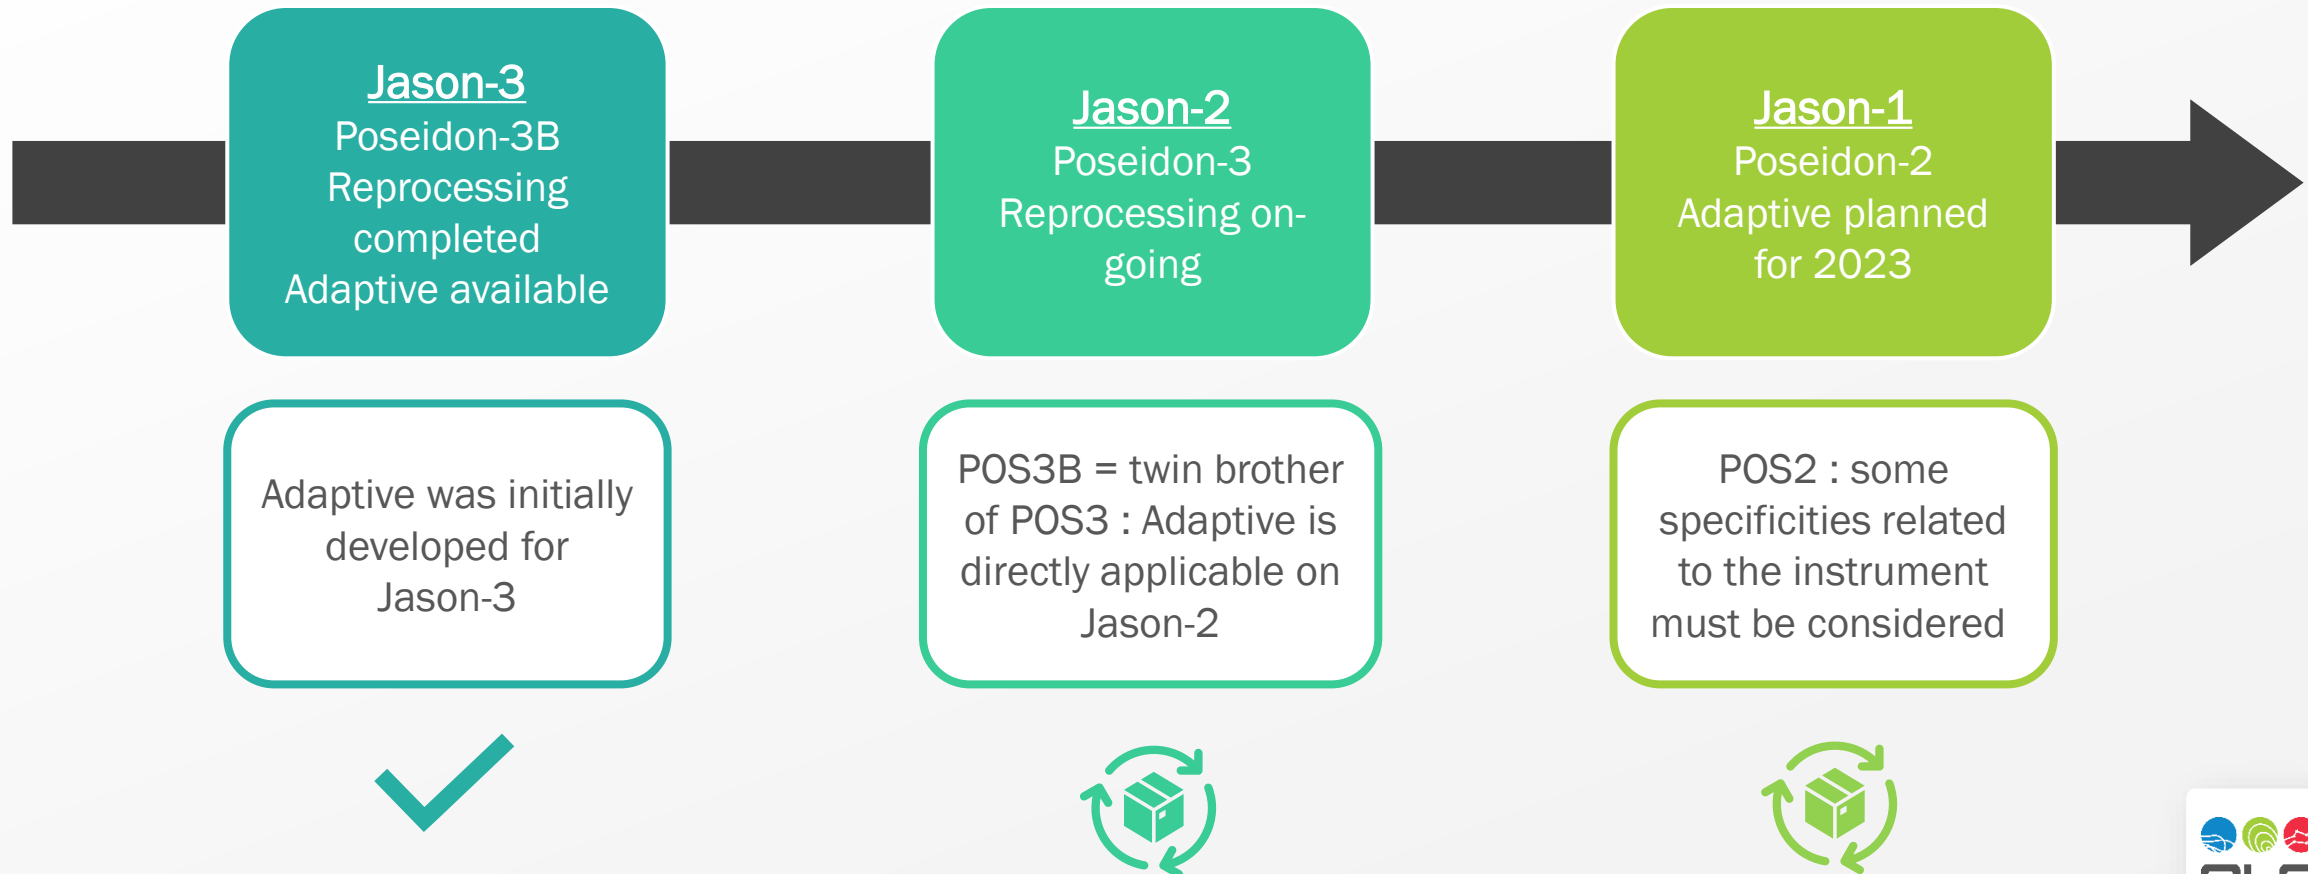 Jason-3
Poseidon-3B
Reprocessing
completed
Adaptive available
Jason-2
Poseidon-3
Reprocessing on-
going
Jason-1
Poseidon-2
Adaptive planned
for 2023
Adaptive was initially
developed for
Jason-3
POS3B = twin brother
of POS3 : Adaptive is
directly applicable on
Jason-2
POS2 : some
specificities related
to the instrument
must be considered